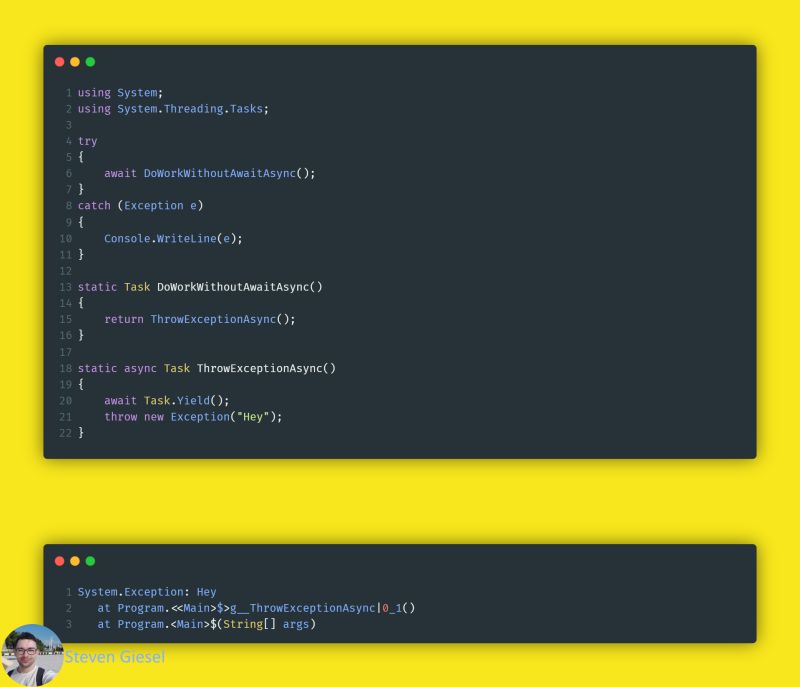 1 using System;
2 using System.Threading.Tasks;
3
4 try
5 {
6     await DoWorkWithoutAwaitAsync();
7 }
8 catch (Exception e)
9 {
10     Console.WriteLine(e);
11 }
12
13 static Task DoWorkWithoutAwaitAsync()
14 {
15     return ThrowExceptionAsync();
16 }
17
18 static async Task ThrowExceptionAsync()
19 {
20     await Task.Yield();
21     throw new Exception("Hey");
22 }
1 System.Exception: Hey
2    at Program.<<Main>$>g__ThrowExceptionAsync|0_1()
3    at Program.<Main>$(String[] args)
Steven Giesel